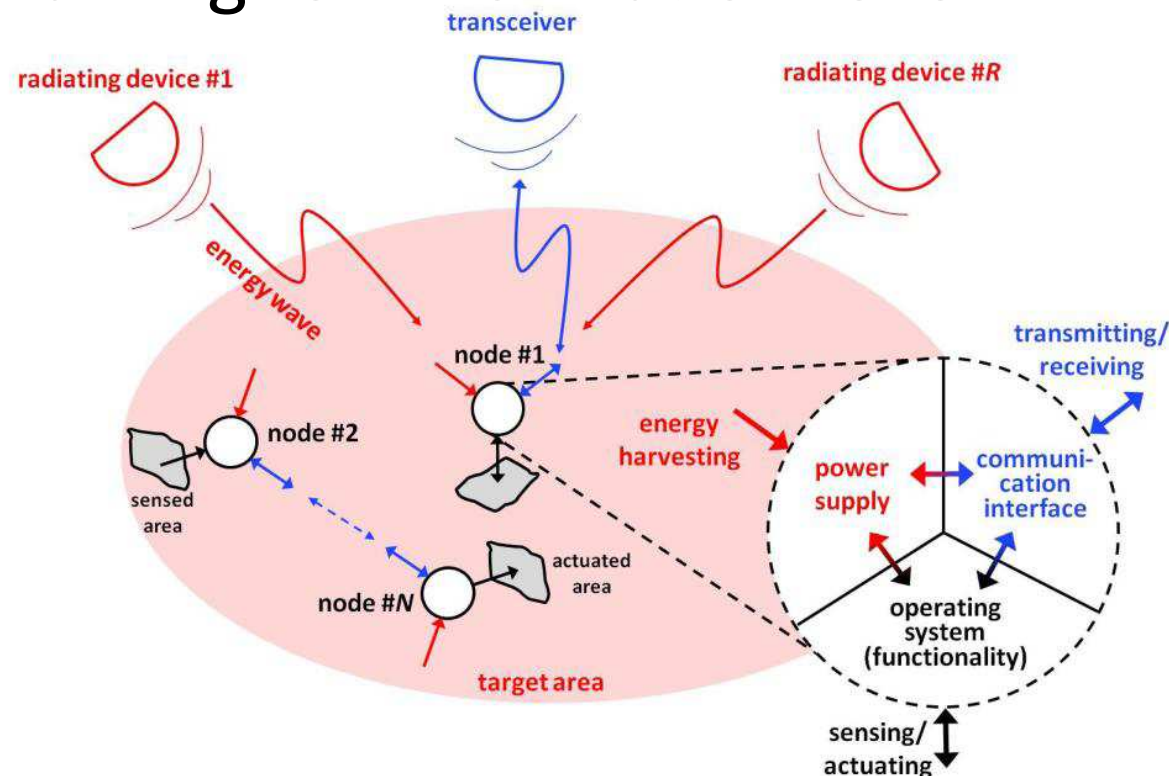 transceiver
radiating device #1
radiating device #R
energy wave
node #1
transmitting/
receiving
node #2
energy
harvesting
power
supply
communi-
cation
interface
sensed
area
actuated
area
node #N
operating
system
(functionality)
target area
sensing/
actuating